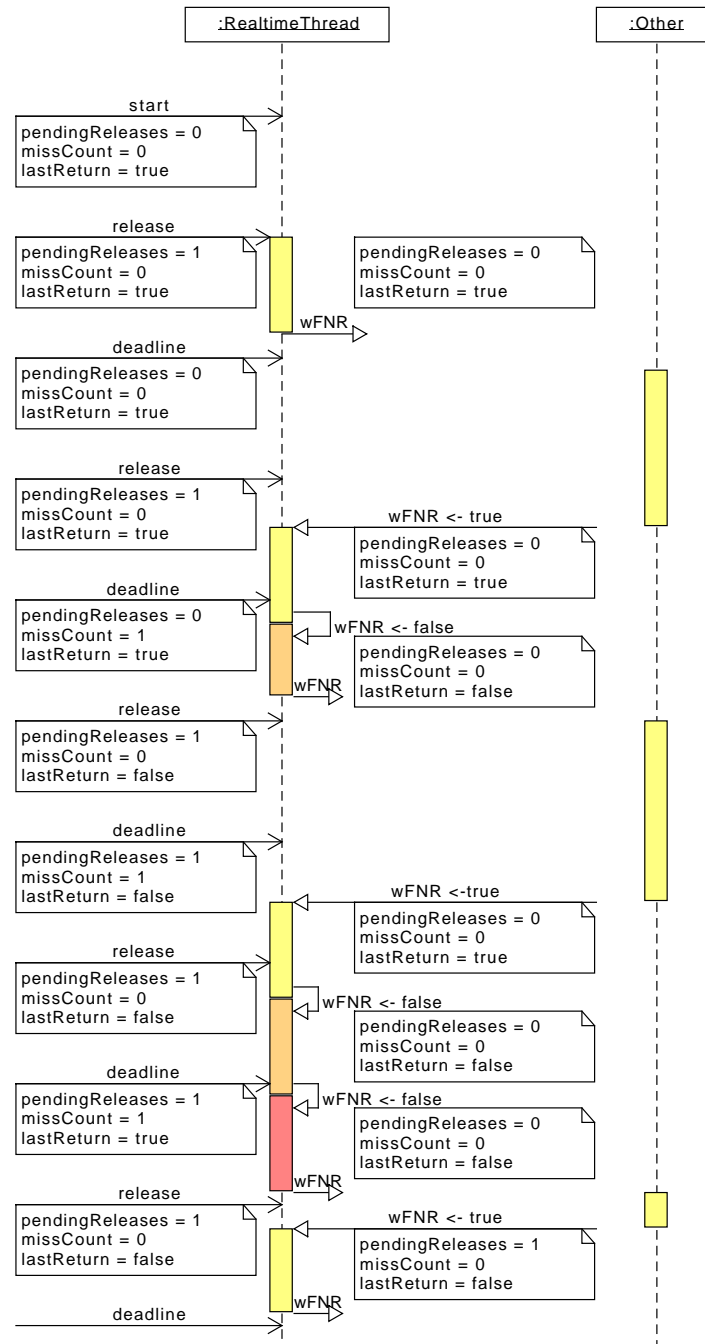 :RealtimeThread
:Other
start
pendingReleases = 0
missCount = 0
lastReturn = true
release
pendingReleases = 1
missCount = 0
lastReturn = true
pendingReleases = 0
missCount = 0
lastReturn = true
wFNR
deadline
pendingReleases = 0
missCount = 0
lastReturn = true
release
pendingReleases = 1
missCount = 0
lastReturn = true
wFNR <- true
pendingReleases = 0
missCount = 0
lastReturn = true
deadline
pendingReleases = 0
missCount = 1
lastReturn = true
wFNR <- false
pendingReleases = 0
missCount = 0
lastReturn = false
wFNR
release
pendingReleases = 1
missCount = 0
lastReturn = false
deadline
pendingReleases = 1
missCount = 1
lastReturn = false
wFNR <-true
pendingReleases = 0
missCount = 0
lastReturn = true
release
pendingReleases = 1
missCount = 0
lastReturn = false
wFNR <- false
pendingReleases = 0
missCount = 0
lastReturn = false
deadline
pendingReleases = 1
missCount = 1
lastReturn = true
wFNR <- false
pendingReleases = 0
missCount = 0
lastReturn = false
wFNR
release
pendingReleases = 1
missCount = 0
lastReturn = false
wFNR <- true
pendingReleases = 1
missCount = 0
lastReturn = false
wFNR
deadline